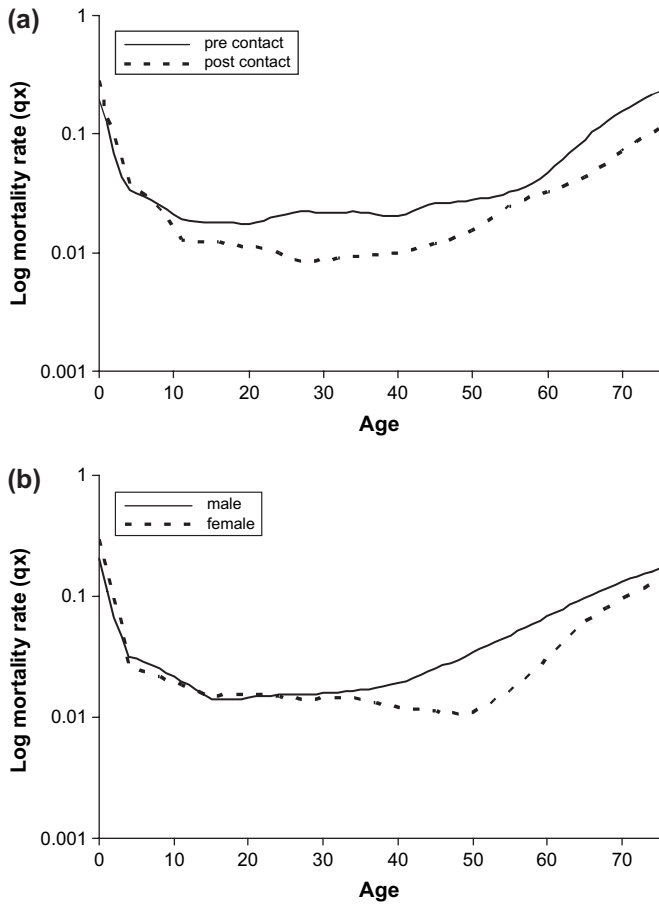 (a)
1
pre contact
post contact
0.1
Log mortality rate (qx)
0.01
0.001
0 10 20 30 40 50 60 70
Age
(b)
1
male
female
0.1
Log mortality rate (qx)
0.01
0.001
0 10 20 30 40 50 60 70
Age